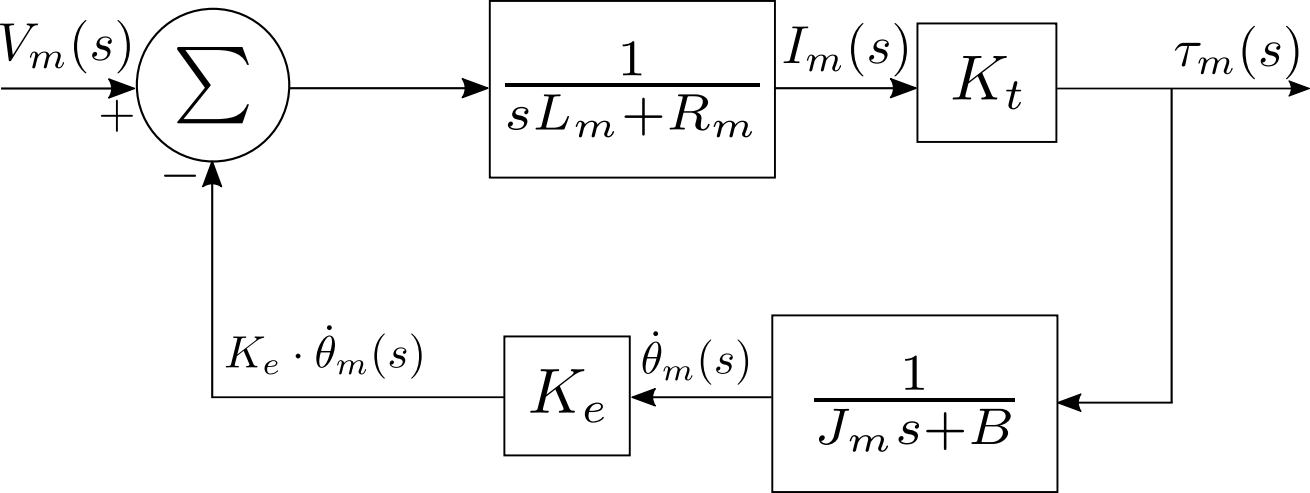 V_m(s)
+
∑
−
1
sL_m+R_m
I_m(s)
K_t
τ_m(s)
K_e · θ̇_m(s)
K_e
θ̇_m(s)
1
J_m s+B